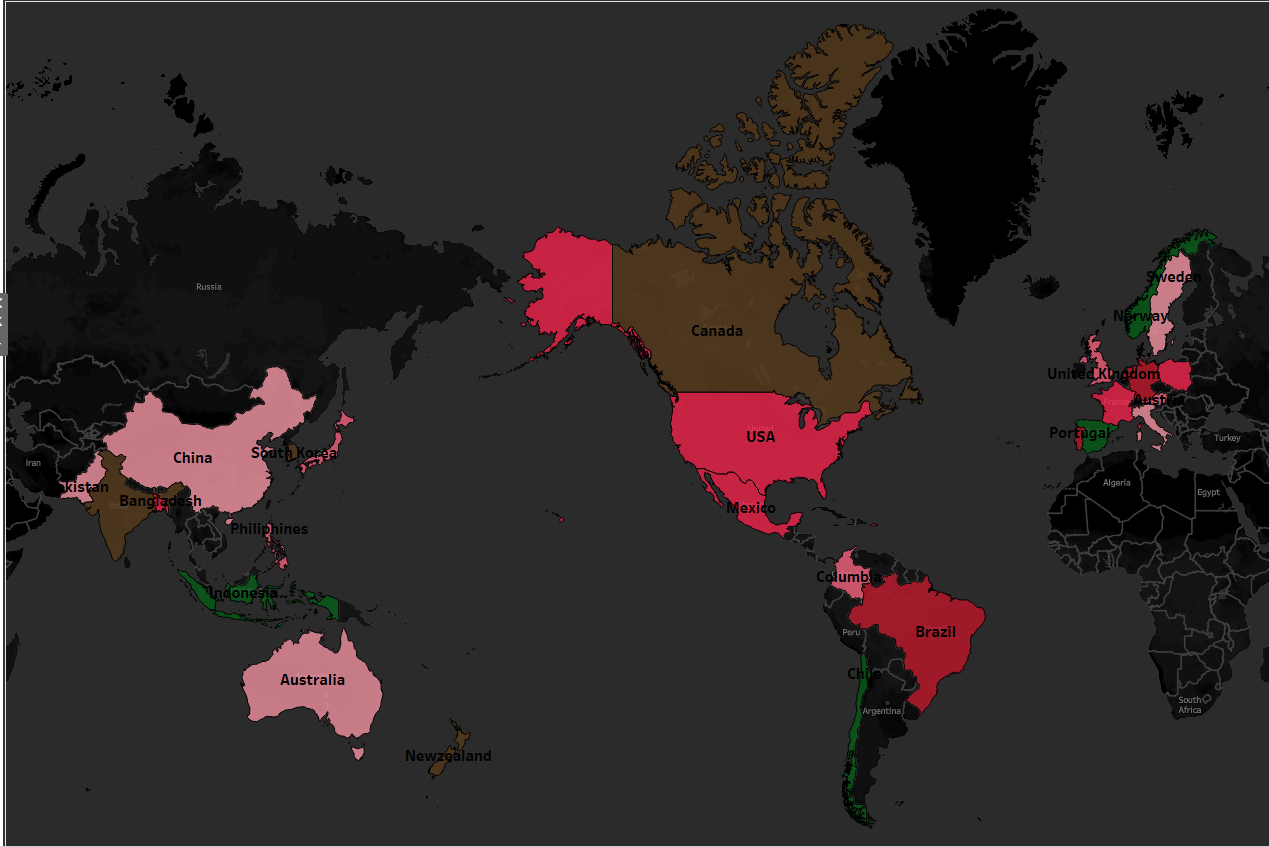 Russia
Sweden
Norway
Canada
United Kingdom
France
Portugal
USA
Turkey
South Korea
China
Iran
Algeria
kistan
Egypt
Bangladesh
Mexico
Philiphines
Columbia
Indonesia
Peru
Brazil
Chile
Australia
South
Africa
Argentina
Newzealand